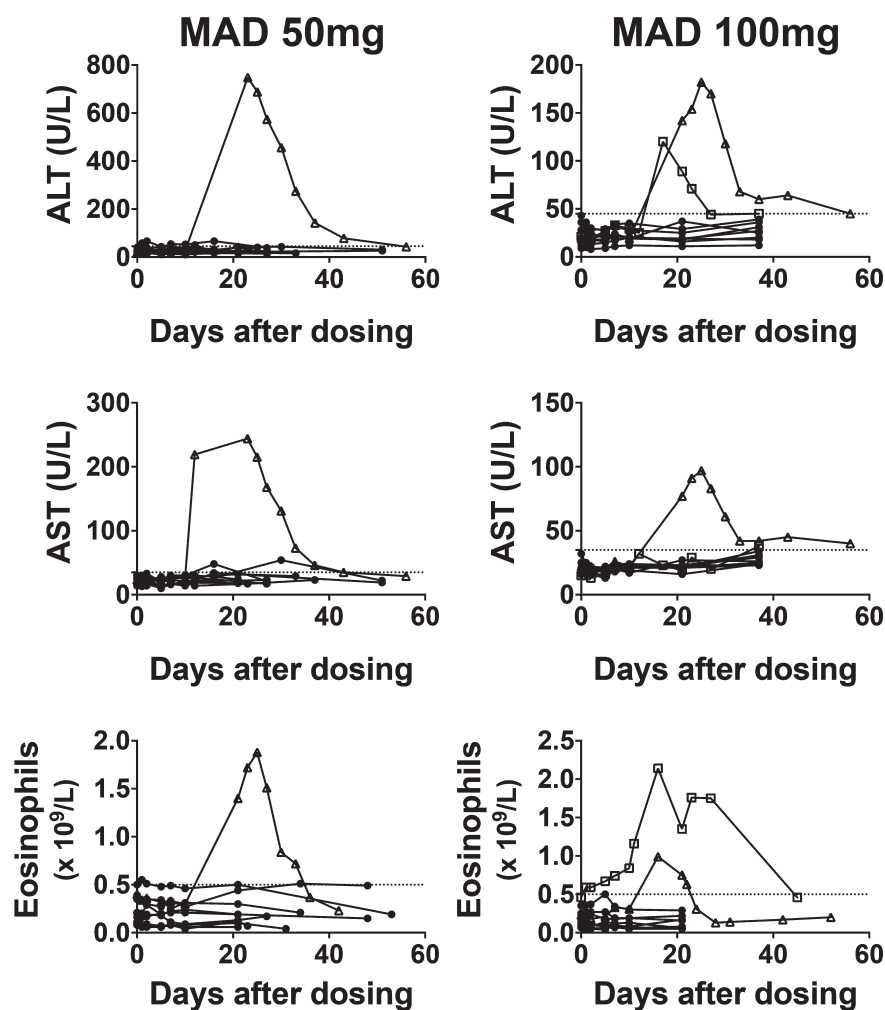 MAD 50mg
800
600
400
200
0
ALT (U/L)
0 20 40 60
Days after dosing
MAD 100mg
200
150
100
50
0
ALT (U/L)
0 20 40 60
Days after dosing
300
200
100
0
AST (U/L)
0 20 40 60
Days after dosing
150
100
50
0
AST (U/L)
0 20 40 60
Days after dosing
2.0
1.5
1.0
0.5
0.0
Eosinophils
(x 10⁹/L)
0 20 40 60
Days after dosing
2.5
2.0
1.5
1.0
0.5
0.0
Eosinophils
(x 10⁹/L)
0 20 40 60
Days after dosing